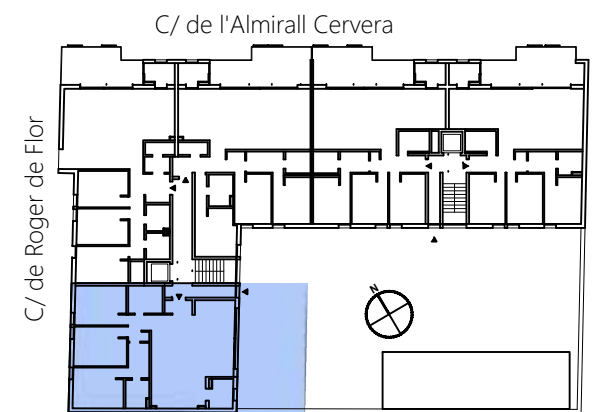 C/ de l'Almirall Cervera
C/ de Roger de Flor
N